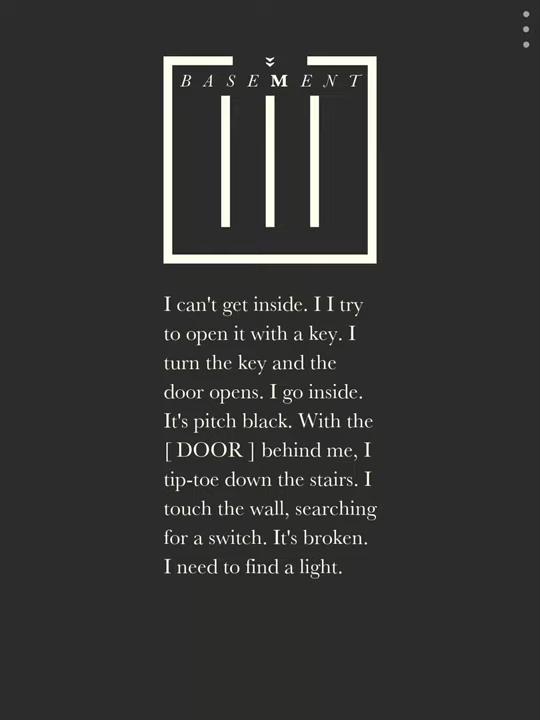 BASEMENT
I can't get inside. I I try
to open it with a key. I
turn the key and the
door opens. I go inside.
It's pitch black. With the
[ DOOR ] behind me, I
tip-toe down the stairs. I
touch the wall, searching
for a switch. It's broken.
I need to find a light.